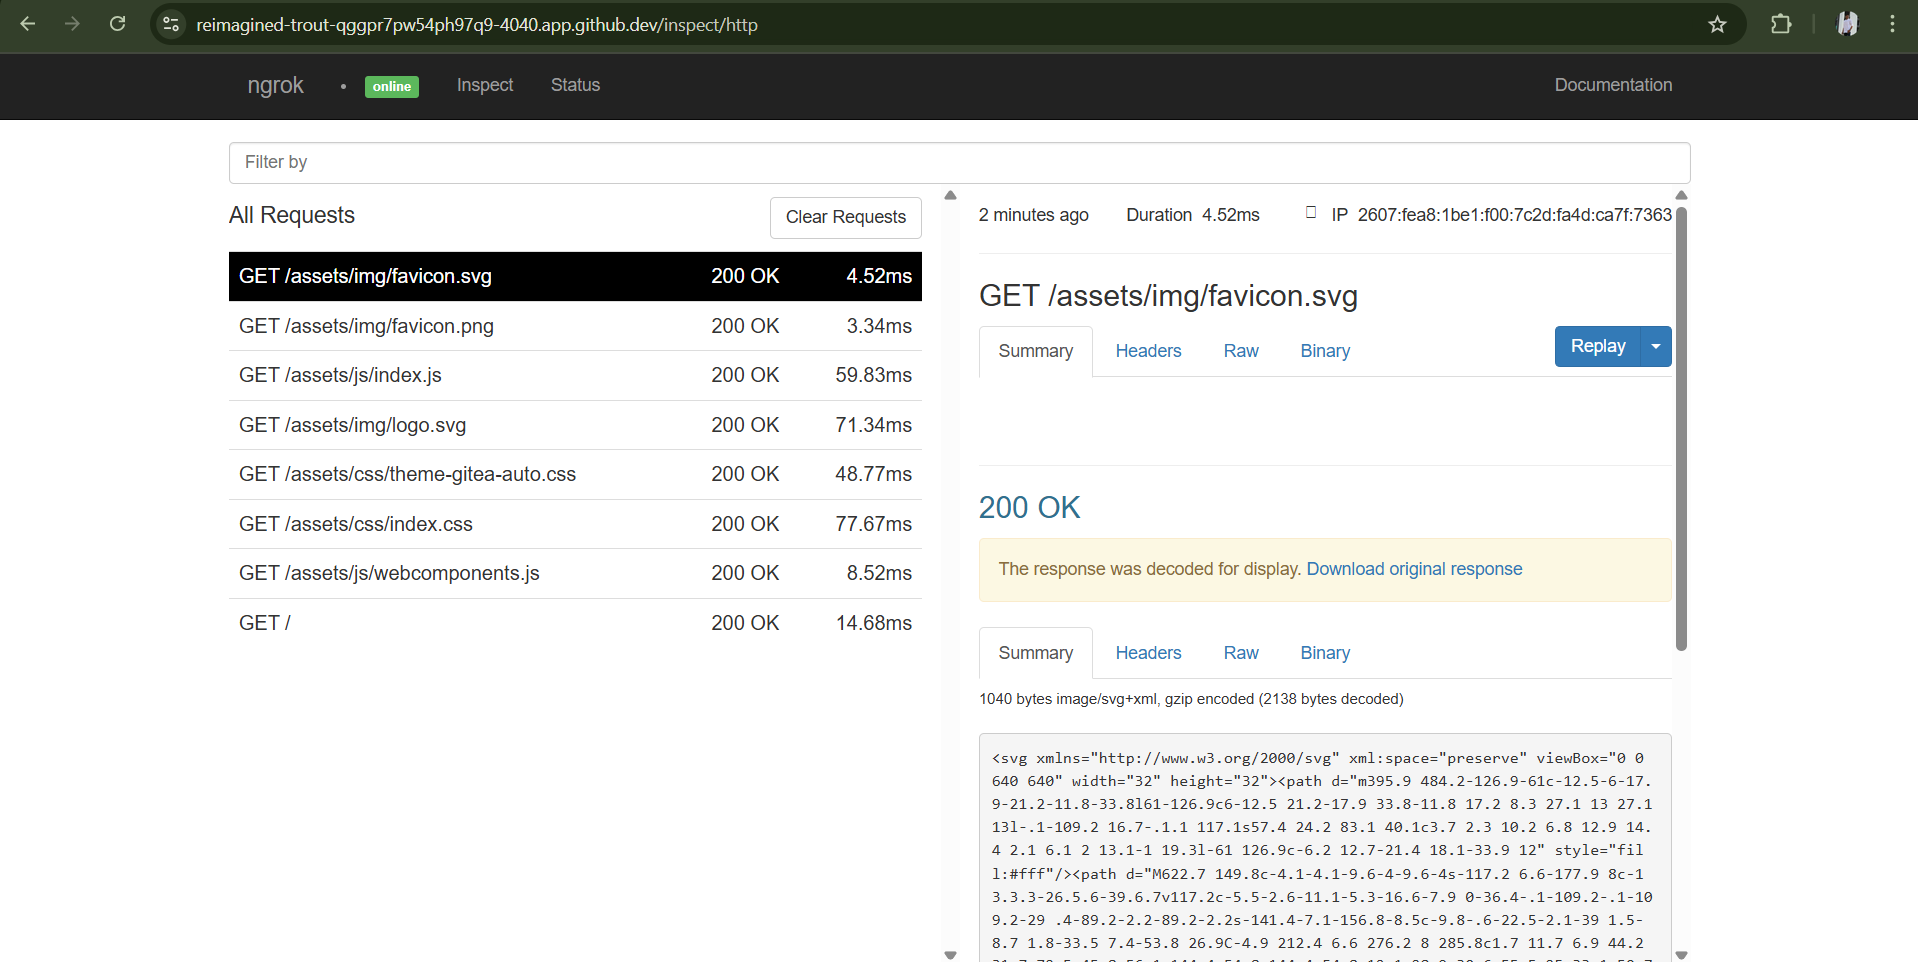 reimagined-trout-qggpr7pw54ph97q9-4040.app.github.dev/inspect/http
ngrok
online
Inspect
Status
Documentation
Filter by
All Requests
Clear Requests
GET /assets/img/favicon.svg 200 OK 4.52ms
GET /assets/img/favicon.png 200 OK 3.34ms
GET /assets/js/index.js 200 OK 59.83ms
GET /assets/img/logo.svg 200 OK 71.34ms
GET /assets/css/theme-gitea-auto.css 200 OK 48.77ms
GET /assets/css/index.css 200 OK 77.67ms
GET /assets/js/webcomponents.js 200 OK 8.52ms
GET / 200 OK 14.68ms
2 minutes ago Duration 4.52ms IP 2607:fea8:1be1:f00:7c2d:fa4d:ca7f:7363
GET /assets/img/favicon.svg
Summary Headers Raw Binary Replay
200 OK
The response was decoded for display. Download original response
Summary Headers Raw Binary
1040 bytes image/svg+xml, gzip encoded (2138 bytes decoded)
<svg xmlns="http://www.w3.org/2000/svg" xml:space="preserve" viewBox="0 0
640 640" width="32" height="32"><path d="m395.9 484.2-126.9-61c-12.5-6-17.
9-21.2-11.8-33.8l61-126.9c6-12.5 21.2-17.9 33.8-11.8 17.2 8.3 27.1 13 27.1
13l-.1-109.2 16.7-.1.1 117.1s57.4 24.2 83.1 40.1c3.7 2.3 10.2 6.8 12.9 14.
4 2.1 6.1 2 13.1-1 19.3l-61 126.9c-6.2 12.7-21.4 18.1-33.9 12" style="fil
l:#fff"/><path d="M622.7 149.8c-4.1-4.1-9.6-4-9.6-4s-117.2 6.6-177.9 8c-1
3.3.3-26.5.6-39.6.7v117.2c-5.5-2.6-11.1-5.3-16.6-7.9 0-36.4-.1-109.2-.1-10
9.2-29 .4-89.2-2.2-89.2-2.2s-141.4-7.1-156.8-8.5c-9.8-.6-22.5-2.1-39 1.5-
8.7 1.8-33.5 7.4-53.8 26.9C-4.9 212.4 6.6 276.2 8 285.8c1.7 11.7 6.9 44.2